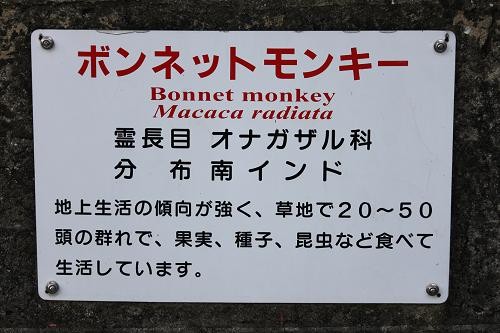 ボンネットモンキー
Bonnet monkey
Macaca radiata
霊長目 オナガザル科
分 布 南インド
地上生活の傾向が強く、草地で２０～５０
頭の群れで、果実、種子、昆虫など食べて
生活しています。